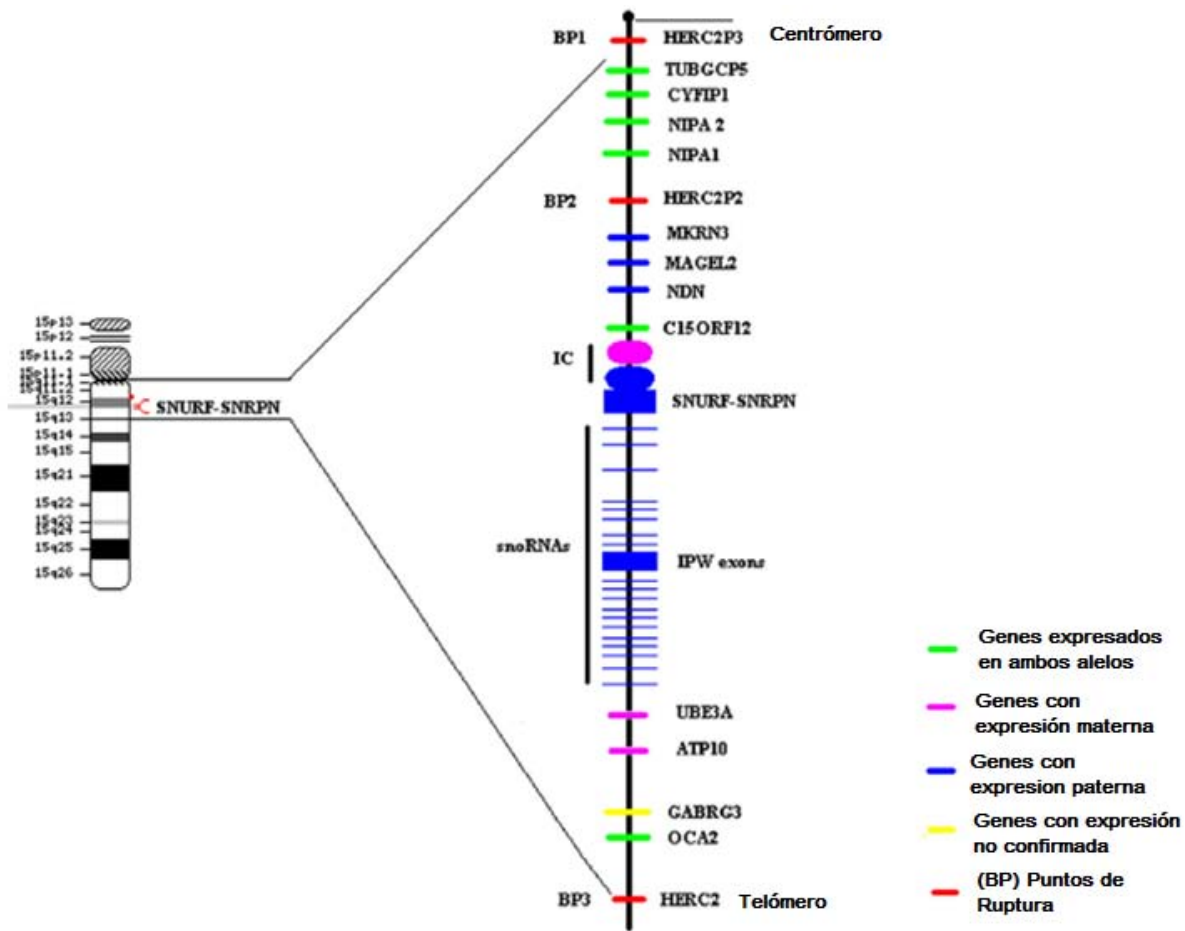 Centrómero
BP1 HERC2P3
TUBGCP5
CYFIP1
NIPA 2
NIPA1
BP2 HERC2P2
MKRN3
MAGEL2
NDN
C15ORF12
IC
SNURF-SNRPN
snoRNAs
IPW exons
UBE3A
ATP10
GABRG3
OCA2
BP3 HERC2 Telómero
15p13
15p12
15p11.2
15p11.1
15q11.2
15q12
SNURF-SNRPN
15q13
15q14
15q15
15q21
15q22
15q23
15q24
15q25
15q26
Genes expresados
en ambos alelos
Genes con
expresión materna
Genes con
expresion paterna
Genes con expresión
no confirmada
(BP) Puntos de
Ruptura